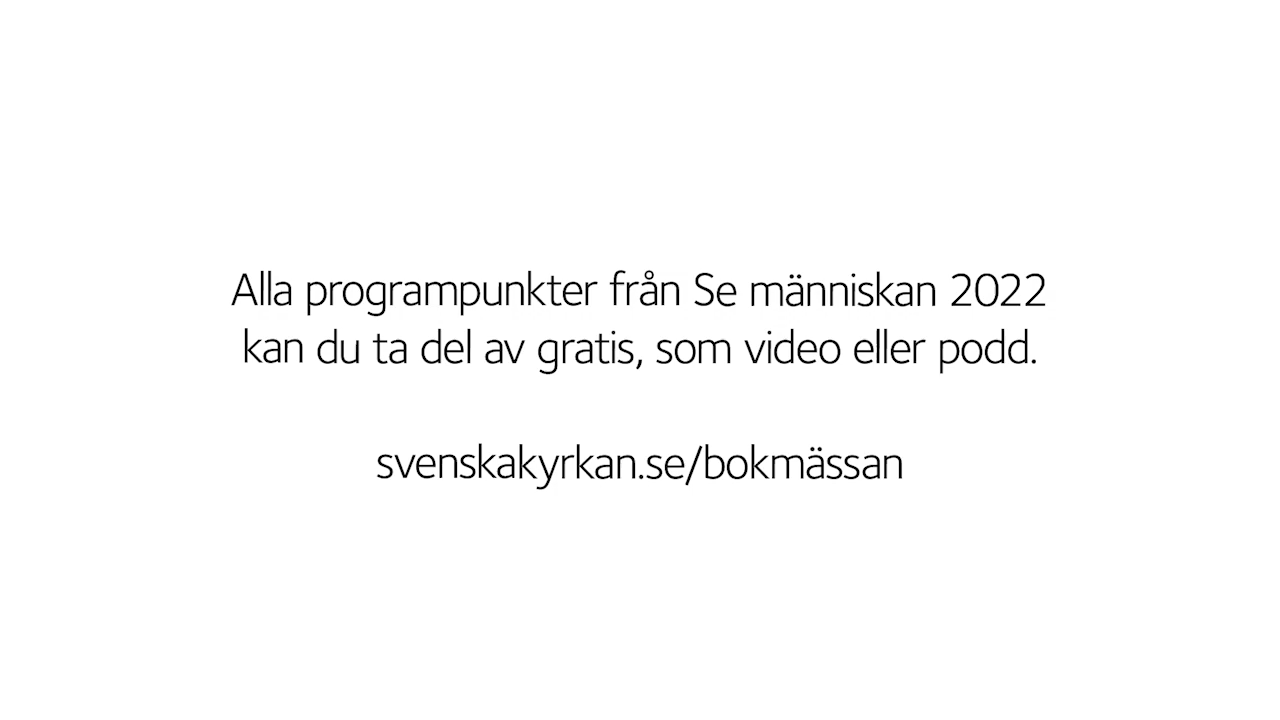 Alla programpunkter från Se människan 2022
kan du ta del av gratis, som video eller podd.
svenskakyrkan.se/bokmässan